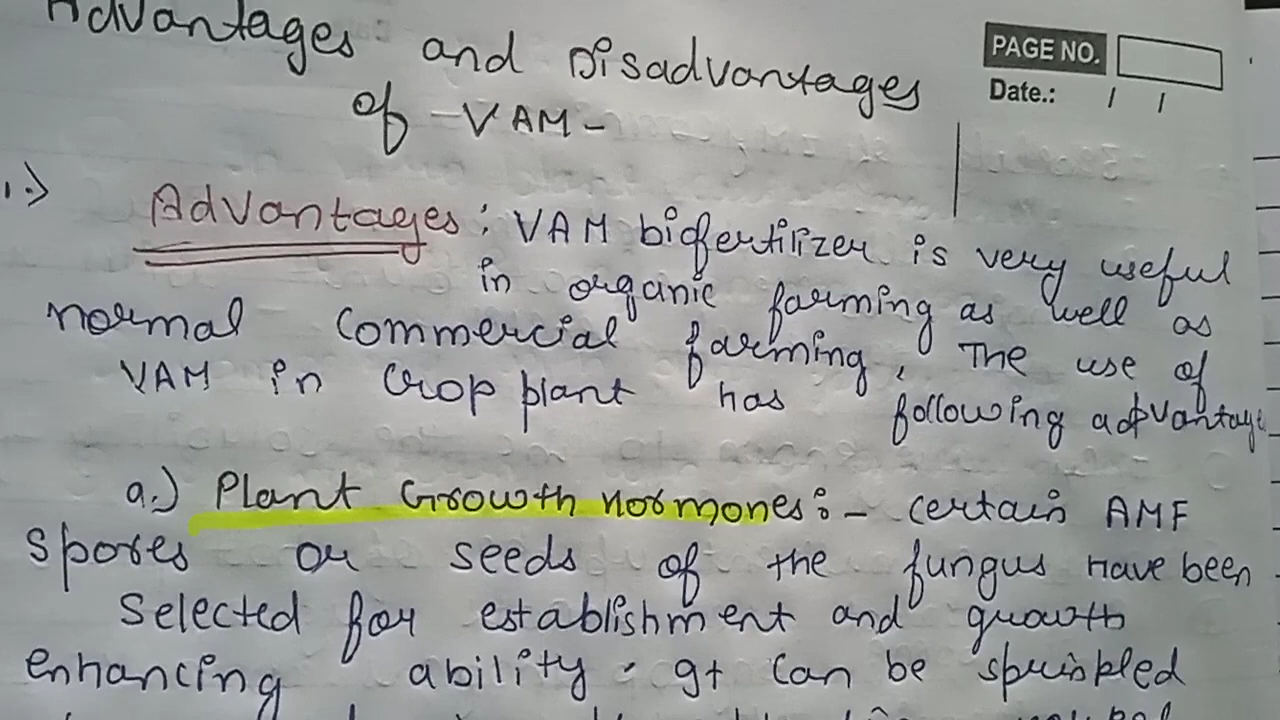 Advantages and Disadvantages
PAGE NO.
Date.: / /
of -VAM-
1.)
Advantages: VAM biofertilizer is very useful
in organic farming as well as
normal commercial farming, The use of
VAM in crop plant has following advantage
a.) Plant Growth Hormones:- certain AMF
spores or seeds of the fungus have been
selected for establishment and growth
enhancing ability. It can be sprinkled